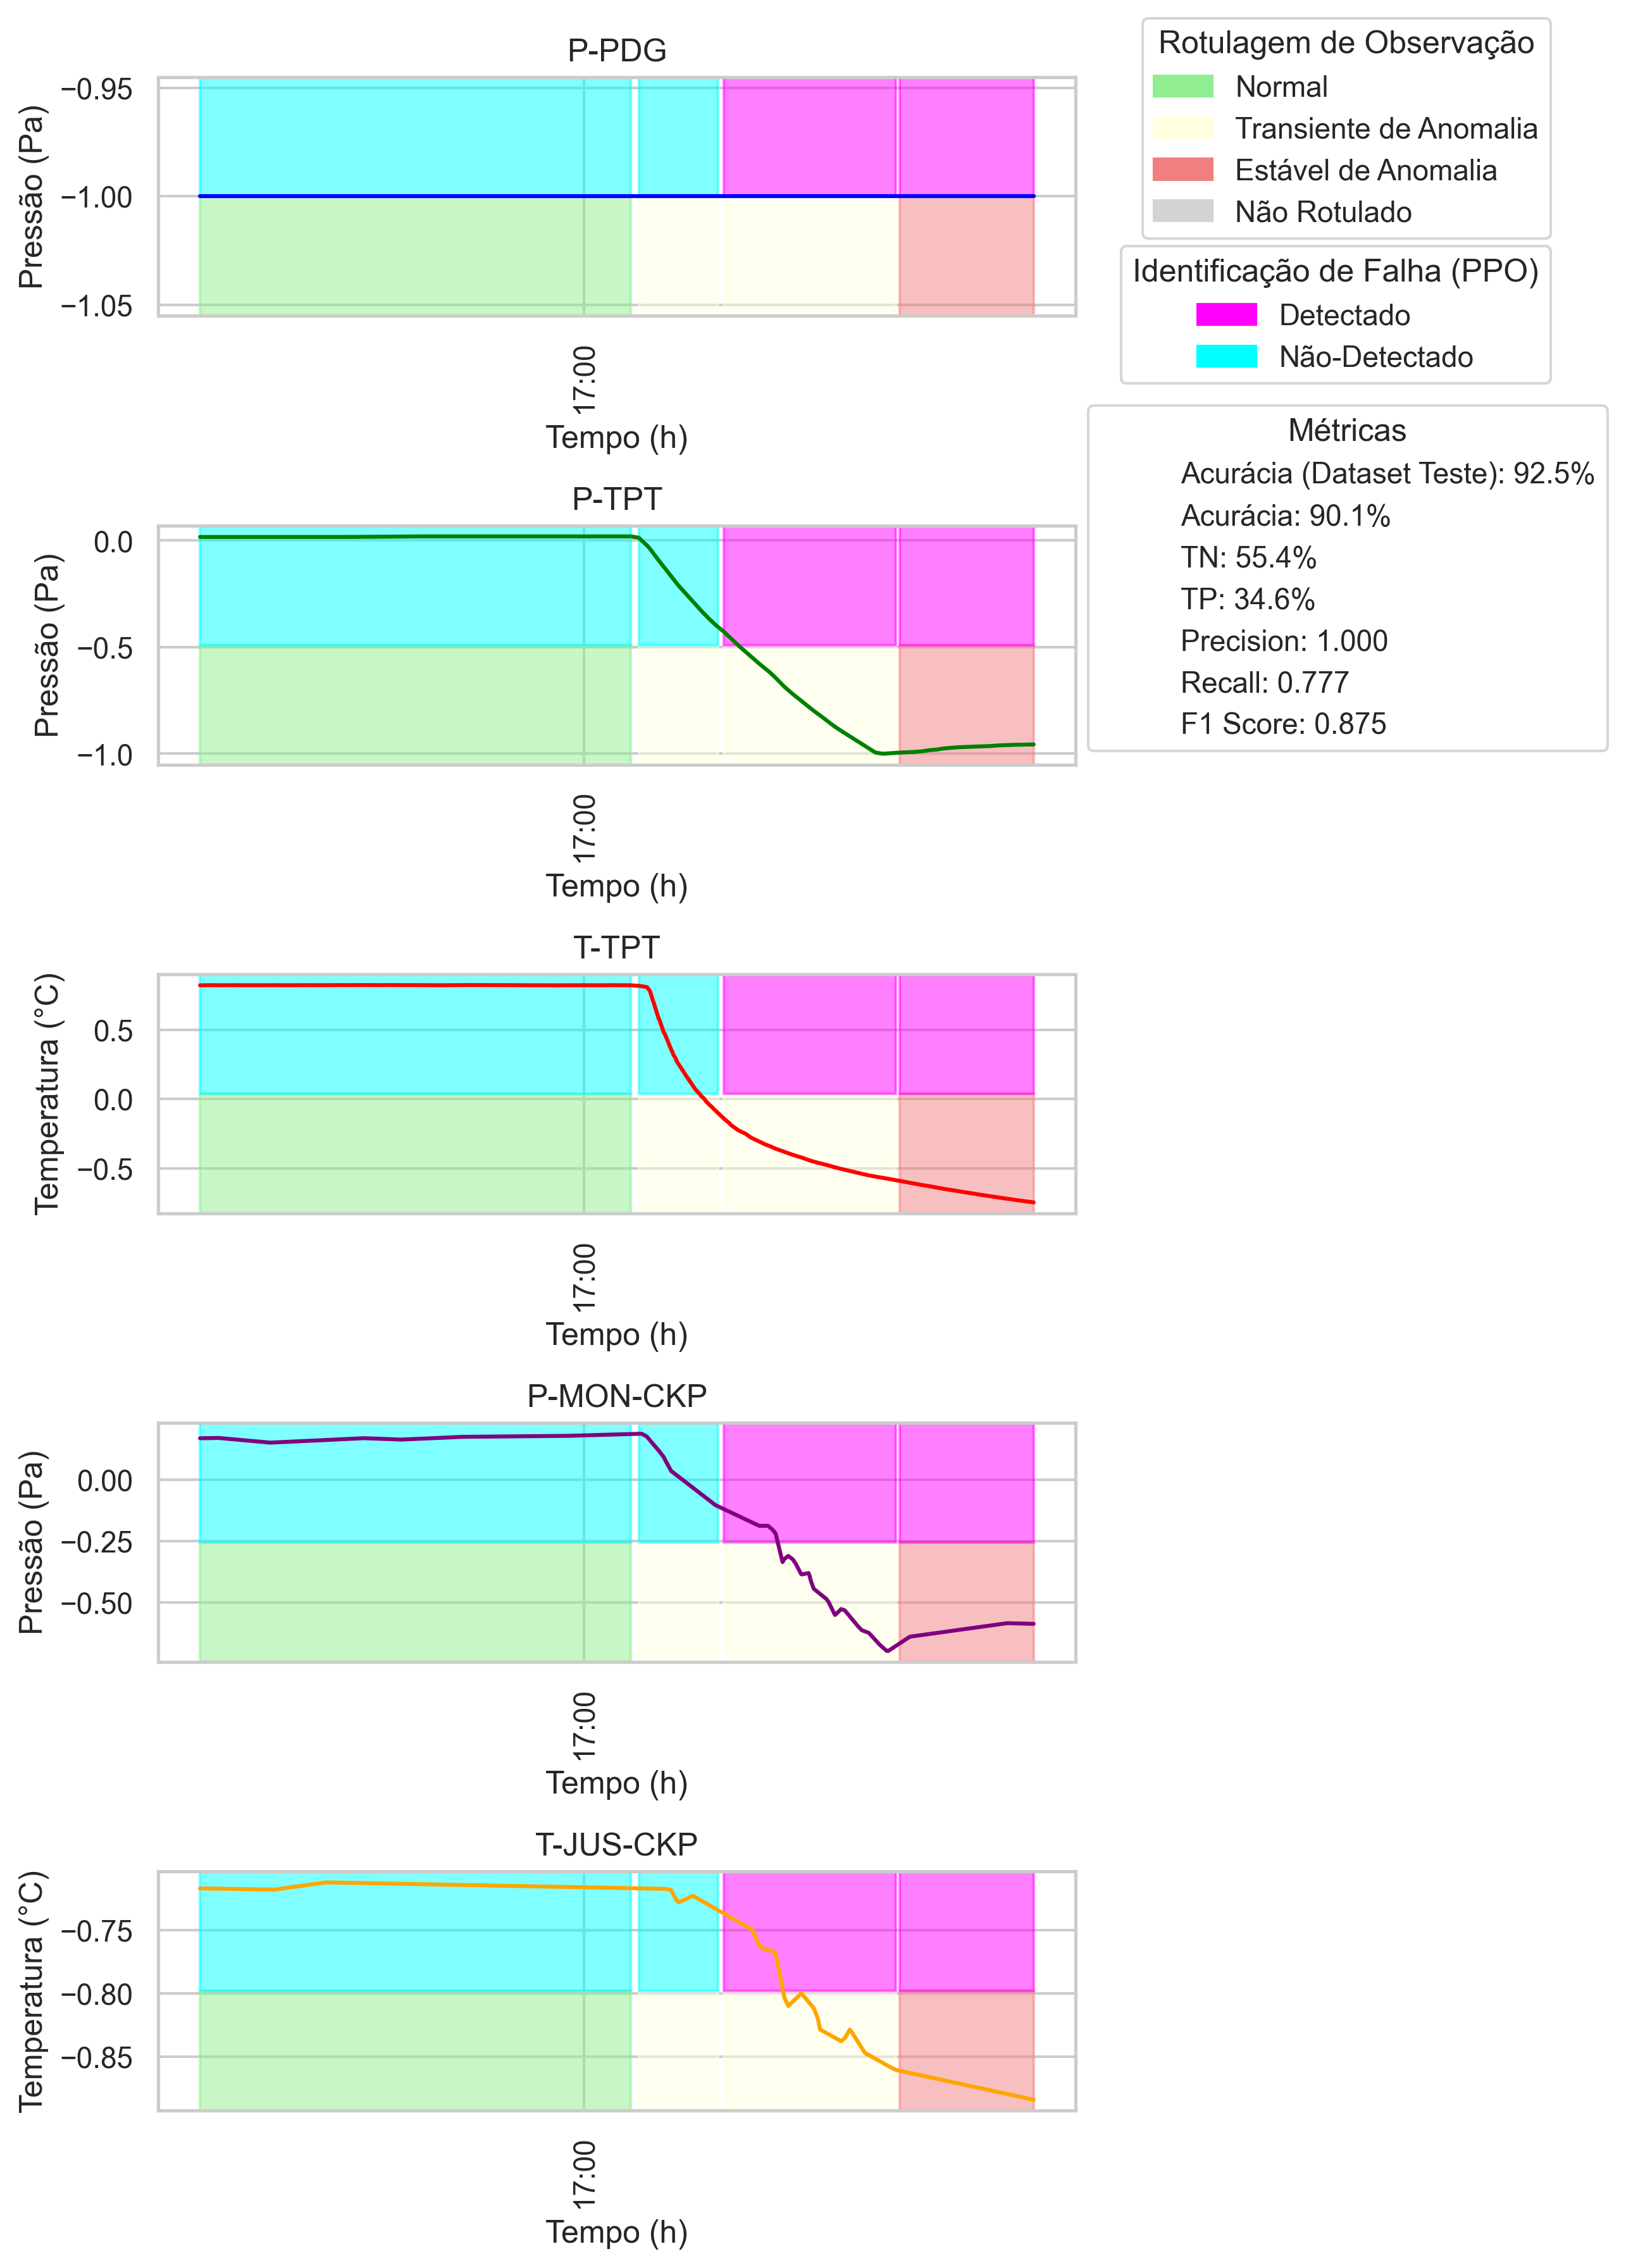 P-PDG
Pressão (Pa)
−0.95
−1.00
−1.05
17:00
Tempo (h)
Rotulagem de Observação
Normal
Transiente de Anomalia
Estável de Anomalia
Não Rotulado
Identificação de Falha (PPO)
Detectado
Não-Detectado
Métricas
Acurácia (Dataset Teste): 92.5%
Acurácia: 90.1%
TN: 55.4%
TP: 34.6%
Precision: 1.000
Recall: 0.777
F1 Score: 0.875
P-TPT
Pressão (Pa)
0.0
−0.5
−1.0
17:00
Tempo (h)
T-TPT
Temperatura (°C)
0.5
0.0
−0.5
17:00
Tempo (h)
P-MON-CKP
Pressão (Pa)
0.00
−0.25
−0.50
17:00
Tempo (h)
T-JUS-CKP
Temperatura (°C)
−0.75
−0.80
−0.85
17:00
Tempo (h)